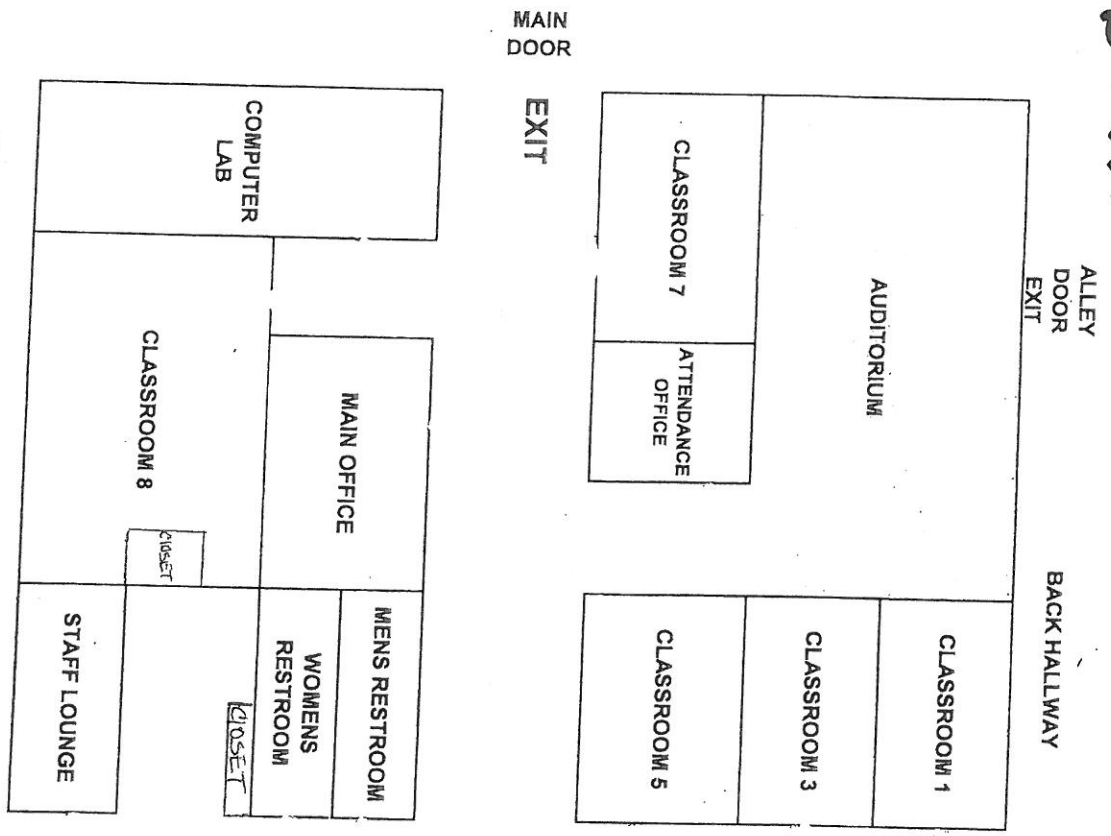 MAIN
DOOR
EXIT
ALLEY
DOOR
EXIT
BACK HALLWAY
COMPUTER
LAB
CLASSROOM 7
AUDITORIUM
ATTENDANCE
OFFICE
CLASSROOM 8
MAIN OFFICE
ClOSET
STAFF LOUNGE
WOMENS
RESTROOM
MENS RESTROOM
ClOSET
CLASSROOM 5
CLASSROOM 3
CLASSROOM 1